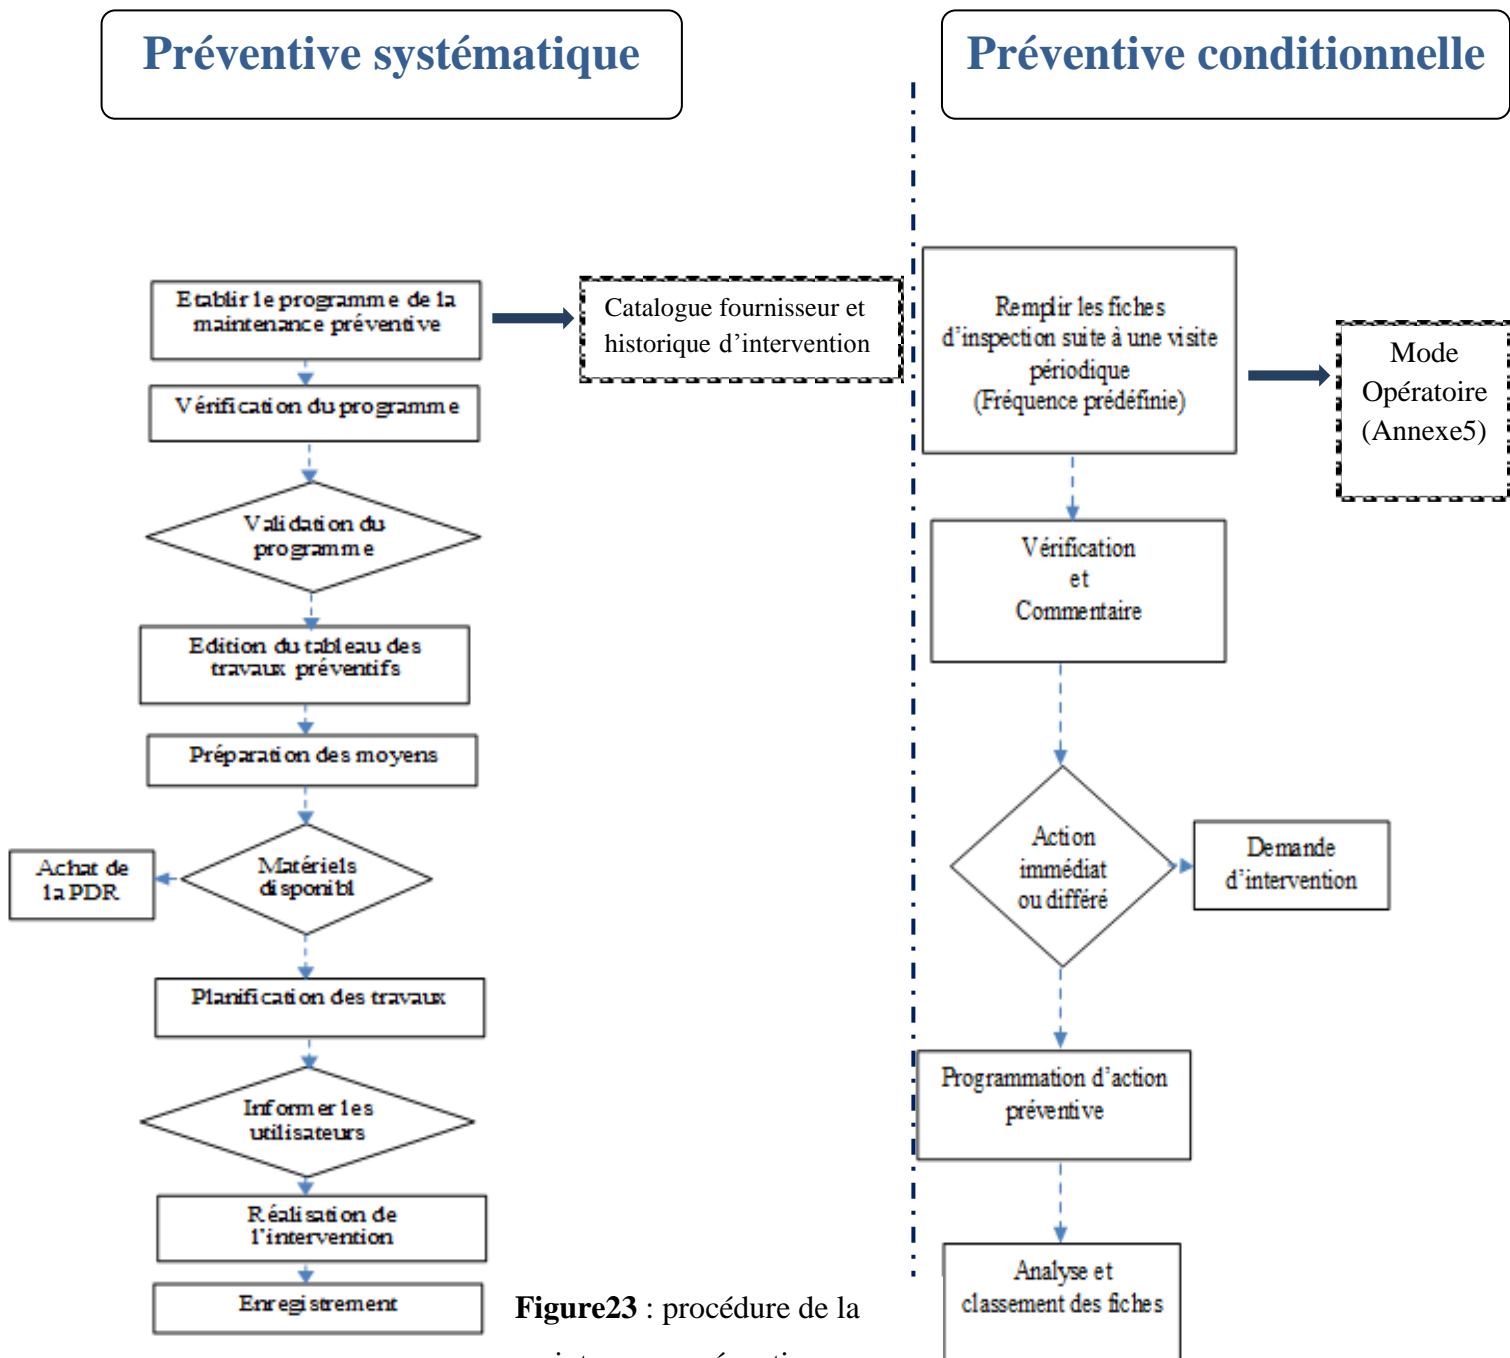 Préventive systématique
Préventive conditionnelle
Etablir le programme de la
maintenance préventive
Catalogue fournisseur et
historique d’intervention
Vérification du programme
Validation du
programme
Edition du tableau des
travaux préventifs
Préparation des moyens
Matériels
disponibl
Achat de
la PDR
Planification des travaux
Informer les
utilisateurs
Réalisation de
l’intervention
Enregistrement
Remplir les fiches
d’inspection suite à une visite
périodique
(Fréquence prédéfinie)
Mode
Opératoire
(Annexe5)
Vérification
et
Commentaire
Action
immédiat
ou différé
Demande
d’intervention
Programmation d’action
préventive
Analyse et
classement des fiches
Figure23 : procédure de la